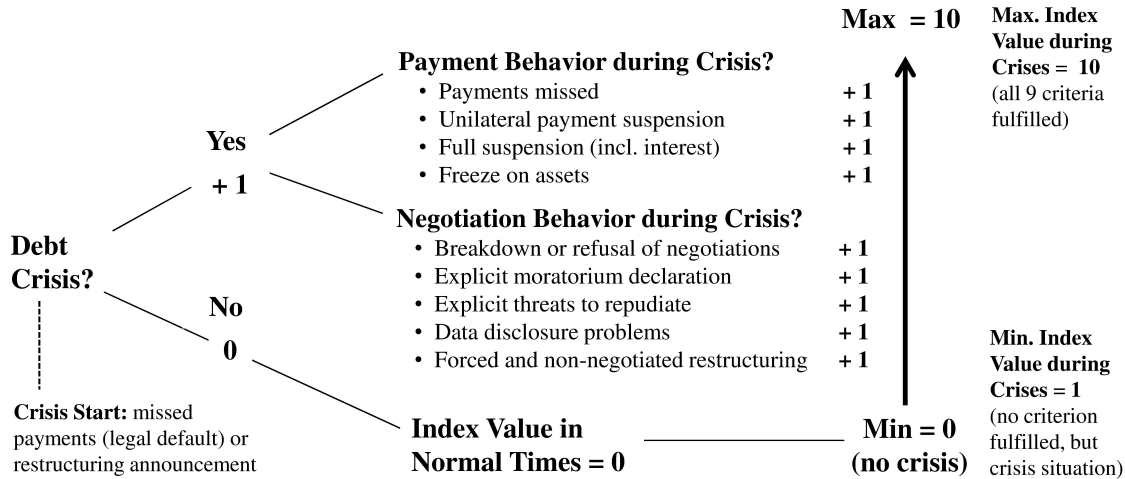 Debt
Crisis?
Crisis Start: missed
payments (legal default) or
restructuring announcement
Yes
+ 1
No
0
Payment Behavior during Crisis?
• Payments missed + 1
• Unilateral payment suspension + 1
• Full suspension (incl. interest) + 1
• Freeze on assets + 1
Negotiation Behavior during Crisis?
• Breakdown or refusal of negotiations + 1
• Explicit moratorium declaration + 1
• Explicit threats to repudiate + 1
• Data disclosure problems + 1
• Forced and non-negotiated restructuring + 1
Index Value in
Normal Times = 0
Max = 10
Min = 0
(no crisis)
Max. Index
Value during
Crises = 10
(all 9 criteria
fulfilled)
Min. Index
Value during
Crises = 1
(no criterion
fulfilled, but
crisis situation)